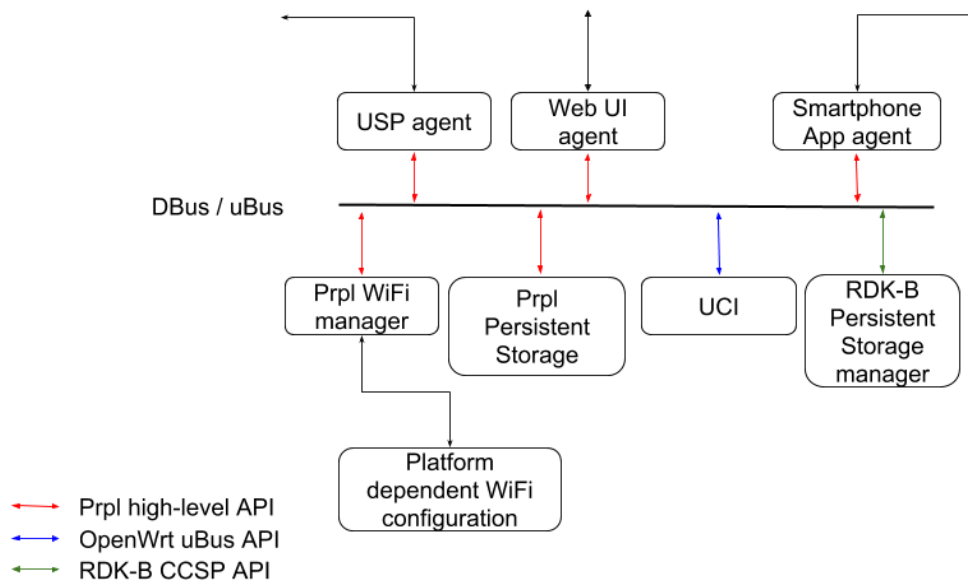 USP agent
Web UI
agent
Smartphone
App agent
DBus / uBus
Prpl WiFi
manager
Prpl
Persistent
Storage
UCI
RDK-B
Persistent
Storage
manager
Platform
dependent WiFi
configuration
Prpl high-level API
OpenWrt uBus API
RDK-B CCSP API